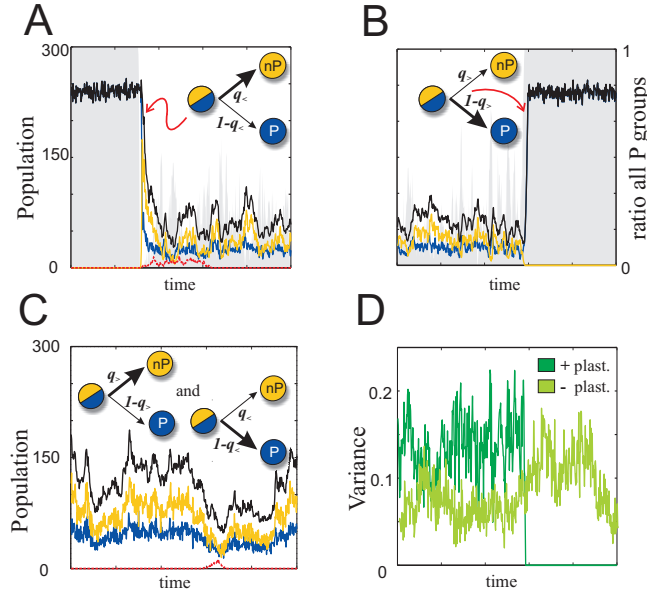 A
300
150
0
Population
time
nP
q<
1-q<
P
B
1
0
ratio all P groups
time
nP
q>
1-q>
P
C
300
150
0
Population
time
nP
q>
1-q>
P
and
nP
q<
1-q<
P
D
0.2
0.1
0
Variance
time
+ plast.
- plast.